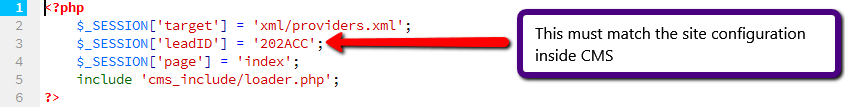 1 <?php
2 $_SESSION['target'] = 'xml/providers.xml';
3 $_SESSION['leadID'] = '202ACC';
4 $_SESSION['page'] = 'index';
5 include 'cms_include/loader.php';
6 ?>
This must match the site configuration
inside CMS